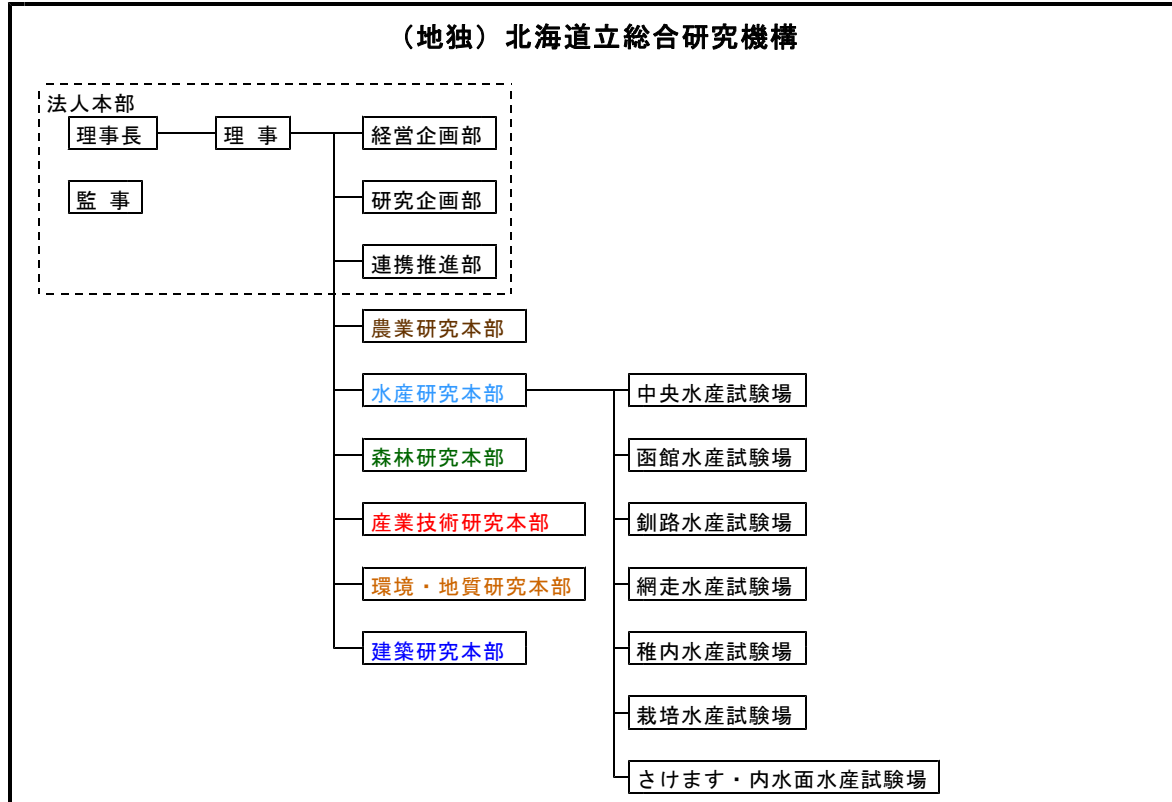 （地独）北海道立総合研究機構
法人本部
理事長
理 事
経営企画部
監 事
研究企画部
連携推進部
農業研究本部
水産研究本部
中央水産試験場
森林研究本部
函館水産試験場
産業技術研究本部
釧路水産試験場
環境・地質研究本部
網走水産試験場
建築研究本部
稚内水産試験場
栽培水産試験場
さけます・内水面水産試験場